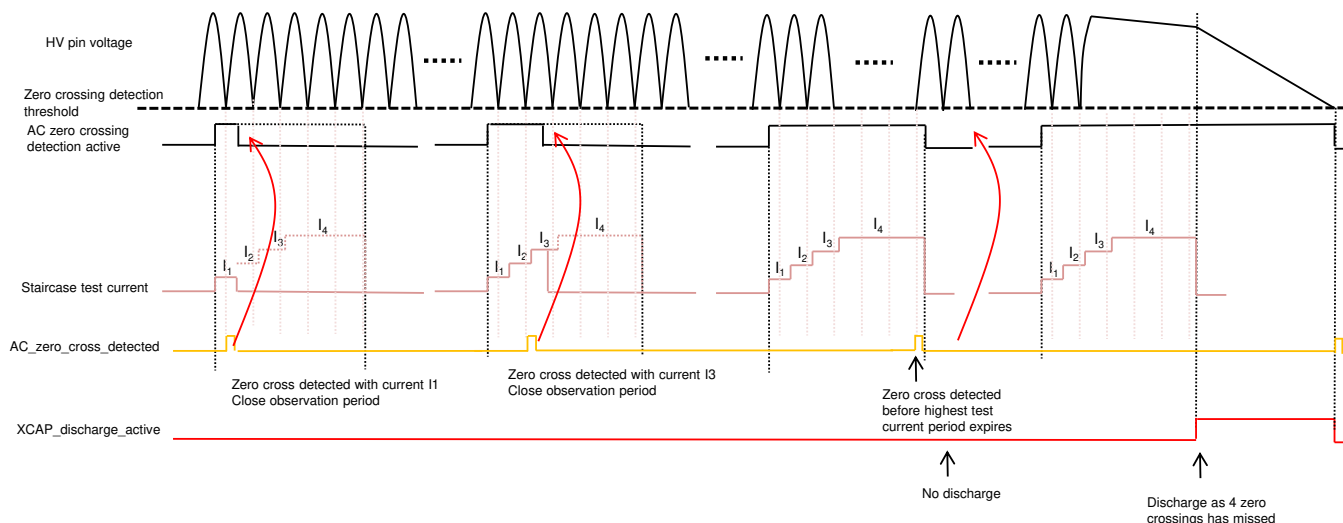 HV pin voltage
Zero crossing detection
threshold
AC zero crossing
detection active
I1
I2
I3
I4
I1
I2
I3
I4
I1
I2
I3
I4
I1
I2
I3
I4
Staircase test current
AC_zero_cross_detected
Zero cross detected with current I1
Close observation period
Zero cross detected with current I3
Close observation period
Zero cross detected
before highest test
current period expires
XCAP_discharge_active
No discharge
Discharge as 4 zero
crossings has missed